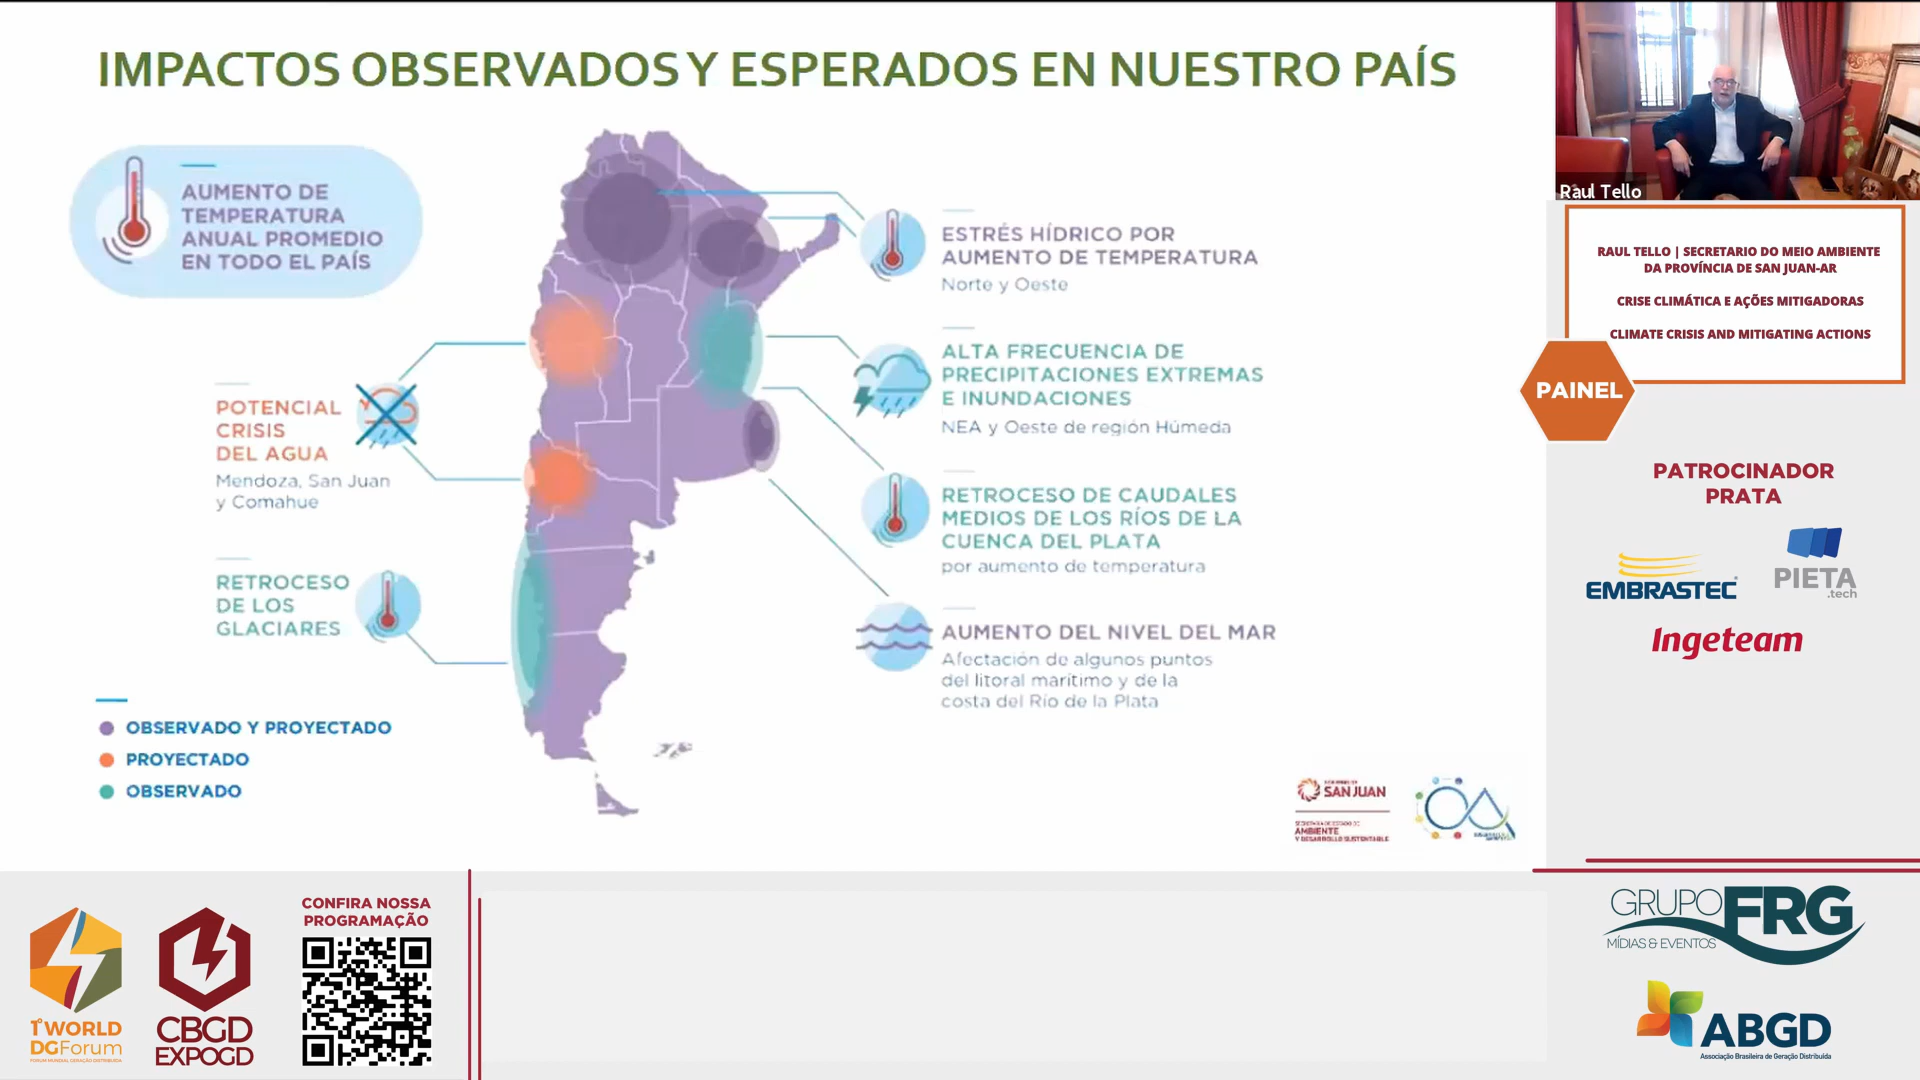 IMPACTOS OBSERVADOS Y ESPERADOS EN NUESTRO PAÍS
AUMENTO DE
TEMPERATURA
ANUAL PROMEDIO
EN TODO EL PAÍS
POTENCIAL
CRISIS
DEL AGUA
Mendoza, San Juan
y Comahue
RETROCESO
DE LOS
GLACIARES
OBSERVADO Y PROYECTADO
PROYECTADO
OBSERVADO
ESTRÉS HÍDRICO POR
AUMENTO DE TEMPERATURA
Norte y Oeste
ALTA FRECUENCIA DE
PRECIPITACIONES EXTREMAS
E INUNDACIONES
NEA y Oeste de región Húmeda
RETROCESO DE CAUDALES
MEDIOS DE LOS RÍOS DE LA
CUENCA DEL PLATA
por aumento de temperatura
AUMENTO DEL NIVEL DEL MAR
Afectación de algunos puntos
del litoral marítimo y de la
costa del Río de la Plata
SAN JUAN
AMBIENTE
Y DESARROLLO SUSTENTABLE
Raul Tello
RAUL TELLO | SECRETARIO DO MEIO AMBIENTE
DA PROVÍNCIA DE SAN JUAN-AR
CRISE CLIMÁTICA E AÇÕES MITIGADORAS
CLIMATE CRISIS AND MITIGATING ACTIONS
PAINEL
PATROCINADOR
PRATA
EMBRASTEC
PIETA
.tech
Ingeteam
1º WORLD
DGForum
FORUM MUNDIAL GERAÇÃO DISTRIBUÍDA
CBGD
EXPOGD
CONFIRA NOSSA
PROGRAMAÇÃO
GRUPO FRG
MÍDIAS & EVENTOS
ABGD
Associação Brasileira de Geração Distribuída